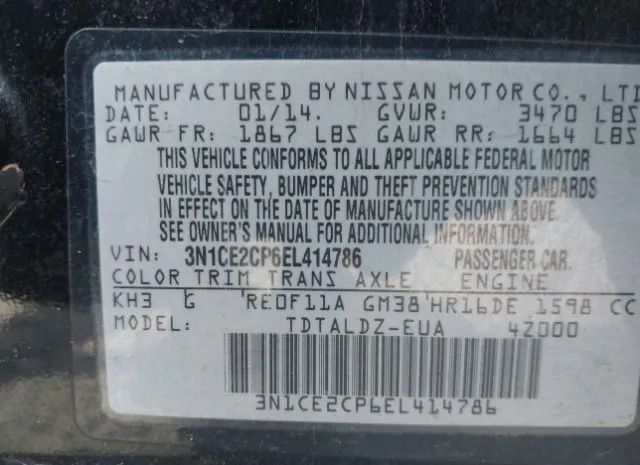 MANUFACTURED BY NISSAN MOTOR CO., LTD
DATE: 01/14. GVWR: 3470 LBS
GAWR FR: 1867 LBS GAWR RR: 1664 LBS
THIS VEHICLE CONFORMS TO ALL APPLICABLE FEDERAL MOTOR
VEHICLE SAFETY, BUMPER AND THEFT PREVENTION STANDARDS
IN EFFECT ON THE DATE OF MANUFACTURE SHOWN ABOVE.
SEE OWNER'S MANUAL FOR ADDITIONAL INFORMATION.
VIN: 3N1CE2CP6EL414786 PASSENGER CAR.
COLOR TRIM TRANS AXLE ENGINE
KH3 G RE0F11A GM38 HR16DE 1598 CC
MODEL: TDTALDZ-EUA 4Z000
3N1CE2CP6EL414786